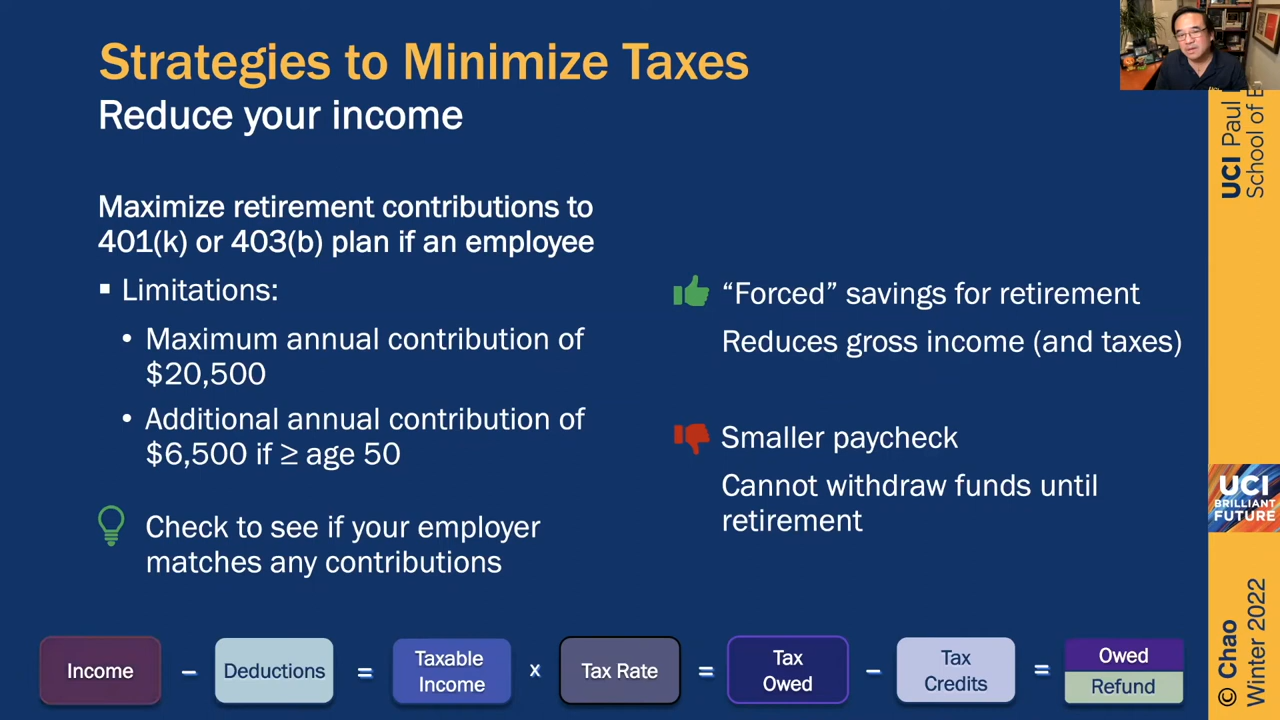 Strategies to Minimize Taxes
Reduce your income
Maximize retirement contributions to
401(k) or 403(b) plan if an employee
▪ Limitations:
• Maximum annual contribution of
$20,500
• Additional annual contribution of
$6,500 if ≥ age 50
Check to see if your employer
matches any contributions
“Forced” savings for retirement
Reduces gross income (and taxes)
Smaller paycheck
Cannot withdraw funds until
retirement
Income
–
Deductions
=
Taxable
Income
x
Tax Rate
=
Tax
Owed
–
Tax
Credits
=
Owed
Refund
UCI Paul
School of
UCI
BRILLIANT
FUTURE
© Chao
Winter 2022